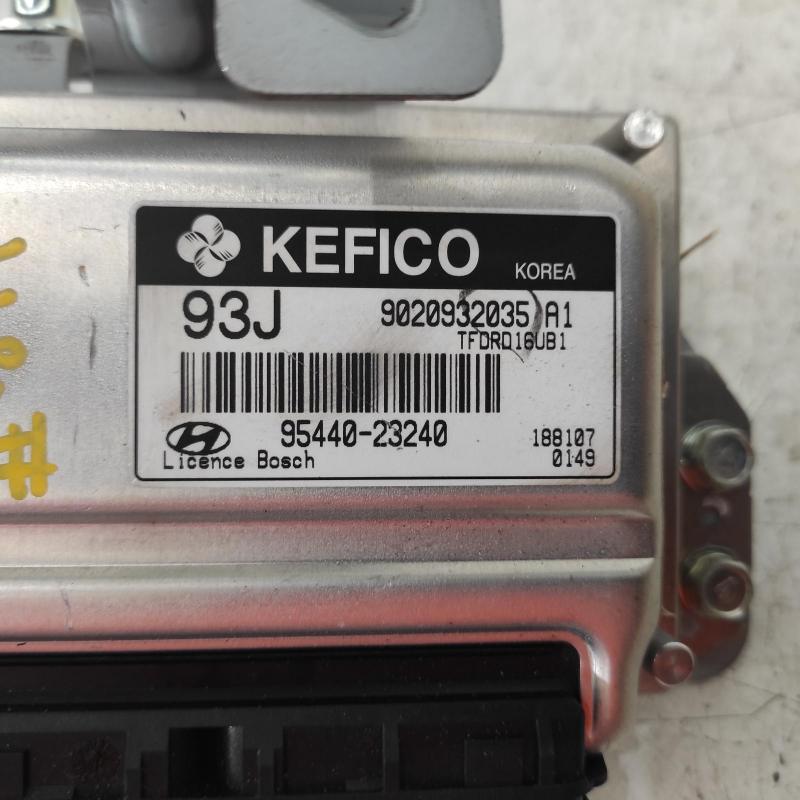 KEFICO
KOREA
93J
9020932035 A1
TFDRD16UB1
95440-23240
188107
Licence Bosch
0149
#